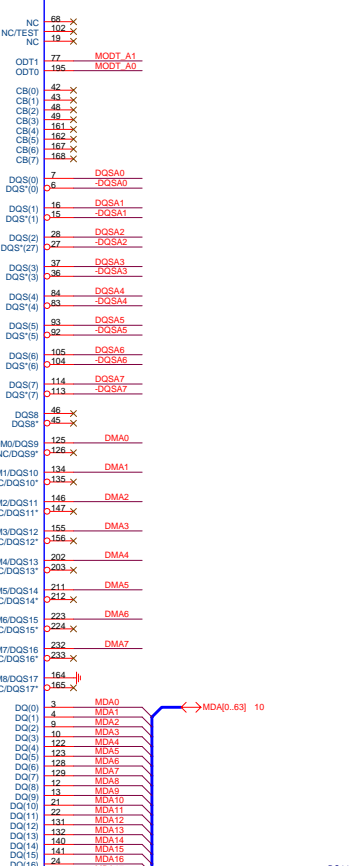 NC 68
NC/TEST 102
NC 19
ODT1 77 MODT_A1
ODT0 195 MODT_A0
CB(0) 42
CB(1) 43
CB(2) 48
CB(3) 49
CB(4) 161
CB(5) 162
CB(6) 167
CB(7) 168
DQS(0) 7 DQSA0
DQS*(0) 6 -DQSA0
DQS(1) 16 DQSA1
DQS*(1) 15 -DQSA1
DQS(2) 28 DQSA2
DQS*(27) 27 -DQSA2
DQS(3) 37 DQSA3
DQS*(3) 36 -DQSA3
DQS(4) 84 DQSA4
DQS*(4) 83 -DQSA4
DQS(5) 93 DQSA5
DQS*(5) 92 -DQSA5
DQS(6) 105 DQSA6
DQS*(6) 104 -DQSA6
DQS(7) 114 DQSA7
DQS*(7) 113 -DQSA7
DQS8 46
DQS8* 45
M0/DQS9 125 DMA0
NC/DQS9* 126
M1/DQS10 134 DMA1
C/DQS10* 135
M2/DQS11 146 DMA2
C/DQS11* 147
M3/DQS12 155 DMA3
C/DQS12* 156
M4/DQS13 202 DMA4
C/DQS13* 203
M5/DQS14 211 DMA5
C/DQS14* 212
M6/DQS15 223 DMA6
C/DQS15* 224
M7/DQS16 232 DMA7
C/DQS16* 233
M8/DQS17 164
C/DQS17* 165
DQ(0) 3 MDA0 MDA[0..63] 10
DQ(1) 4 MDA1
DQ(2) 9 MDA2
DQ(3) 10 MDA3
DQ(4) 122 MDA4
DQ(5) 123 MDA5
DQ(6) 128 MDA6
DQ(7) 129 MDA7
DQ(8) 12 MDA8
DQ(9) 13 MDA9
DQ(10) 21 MDA10
DQ(11) 22 MDA11
DQ(12) 131 MDA12
DQ(13) 132 MDA13
DQ(14) 140 MDA14
DQ(15) 141 MDA15
DQ(16) 24 MDA16